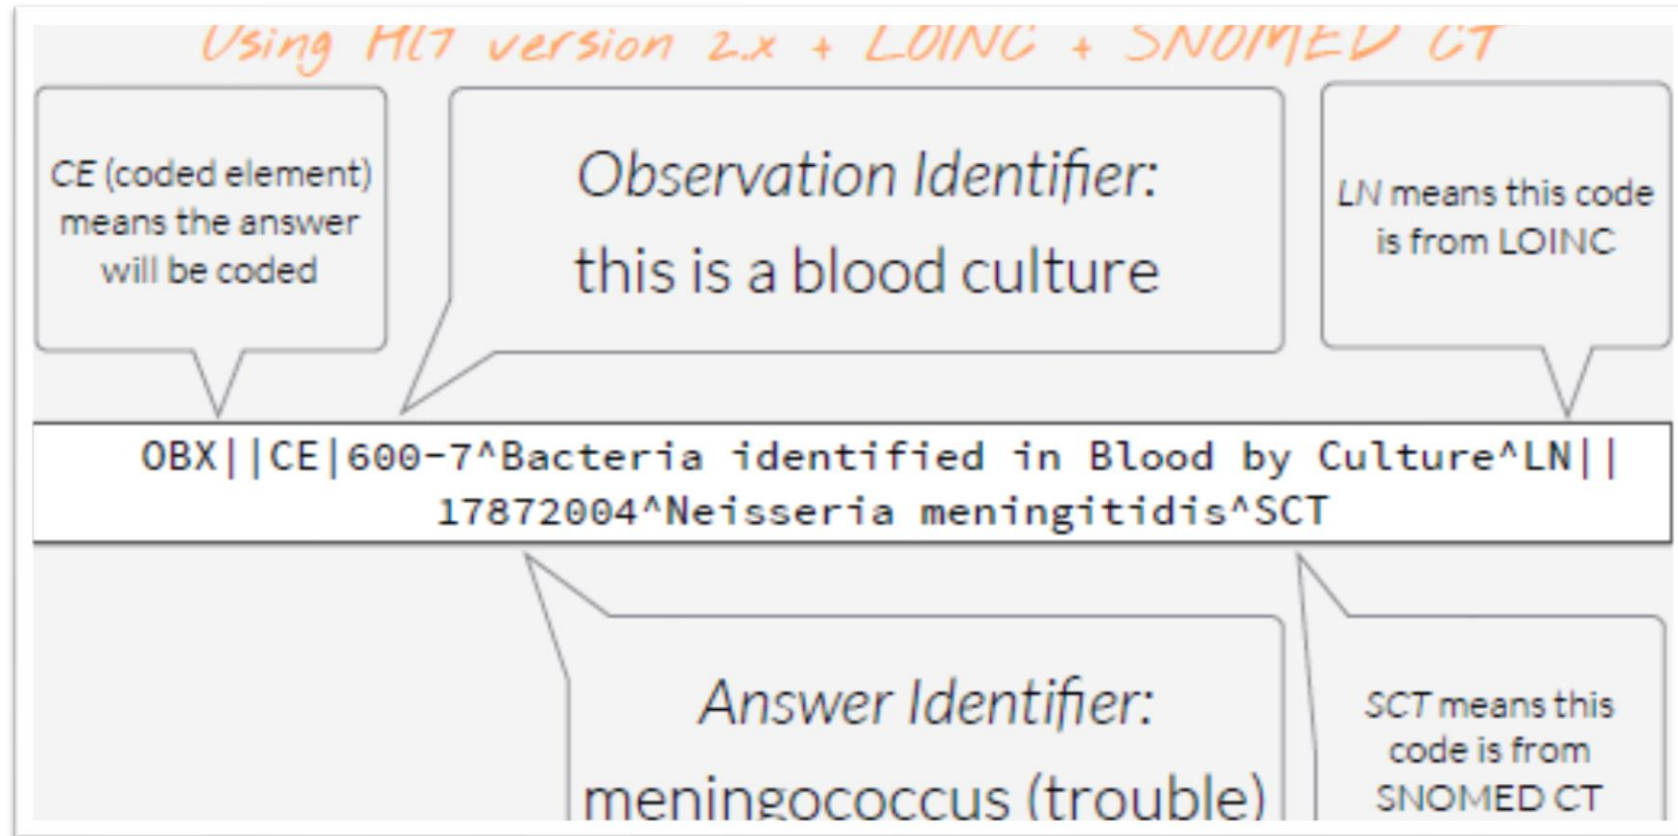 Using HL7 version 2.x + LOINC + SNOMED CT
CE (coded element)
means the answer
will be coded
Observation Identifier:
this is a blood culture
LN means this code
is from LOINC
OBX||CE|600-7^Bacteria identified in Blood by Culture^LN||
17872004^Neisseria meningitidis^SCT
Answer Identifier:
meningococcus (trouble)
SCT means this
code is from
SNOMED CT